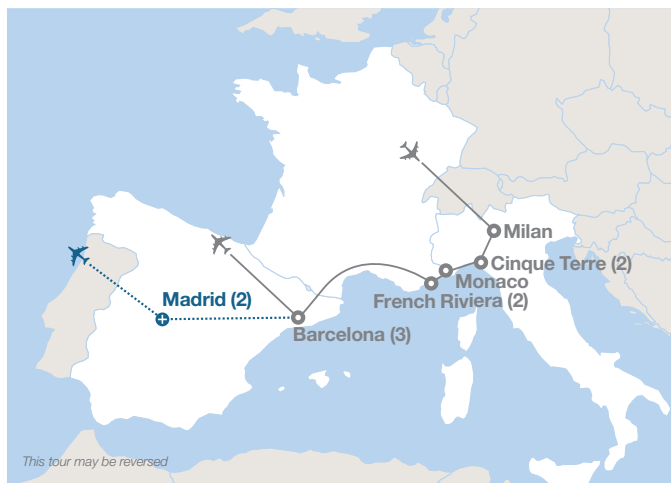 Milan
Cinque Terre (2)
Monaco
French Riviera (2)
Madrid (2)
Barcelona (3)
This tour may be reversed